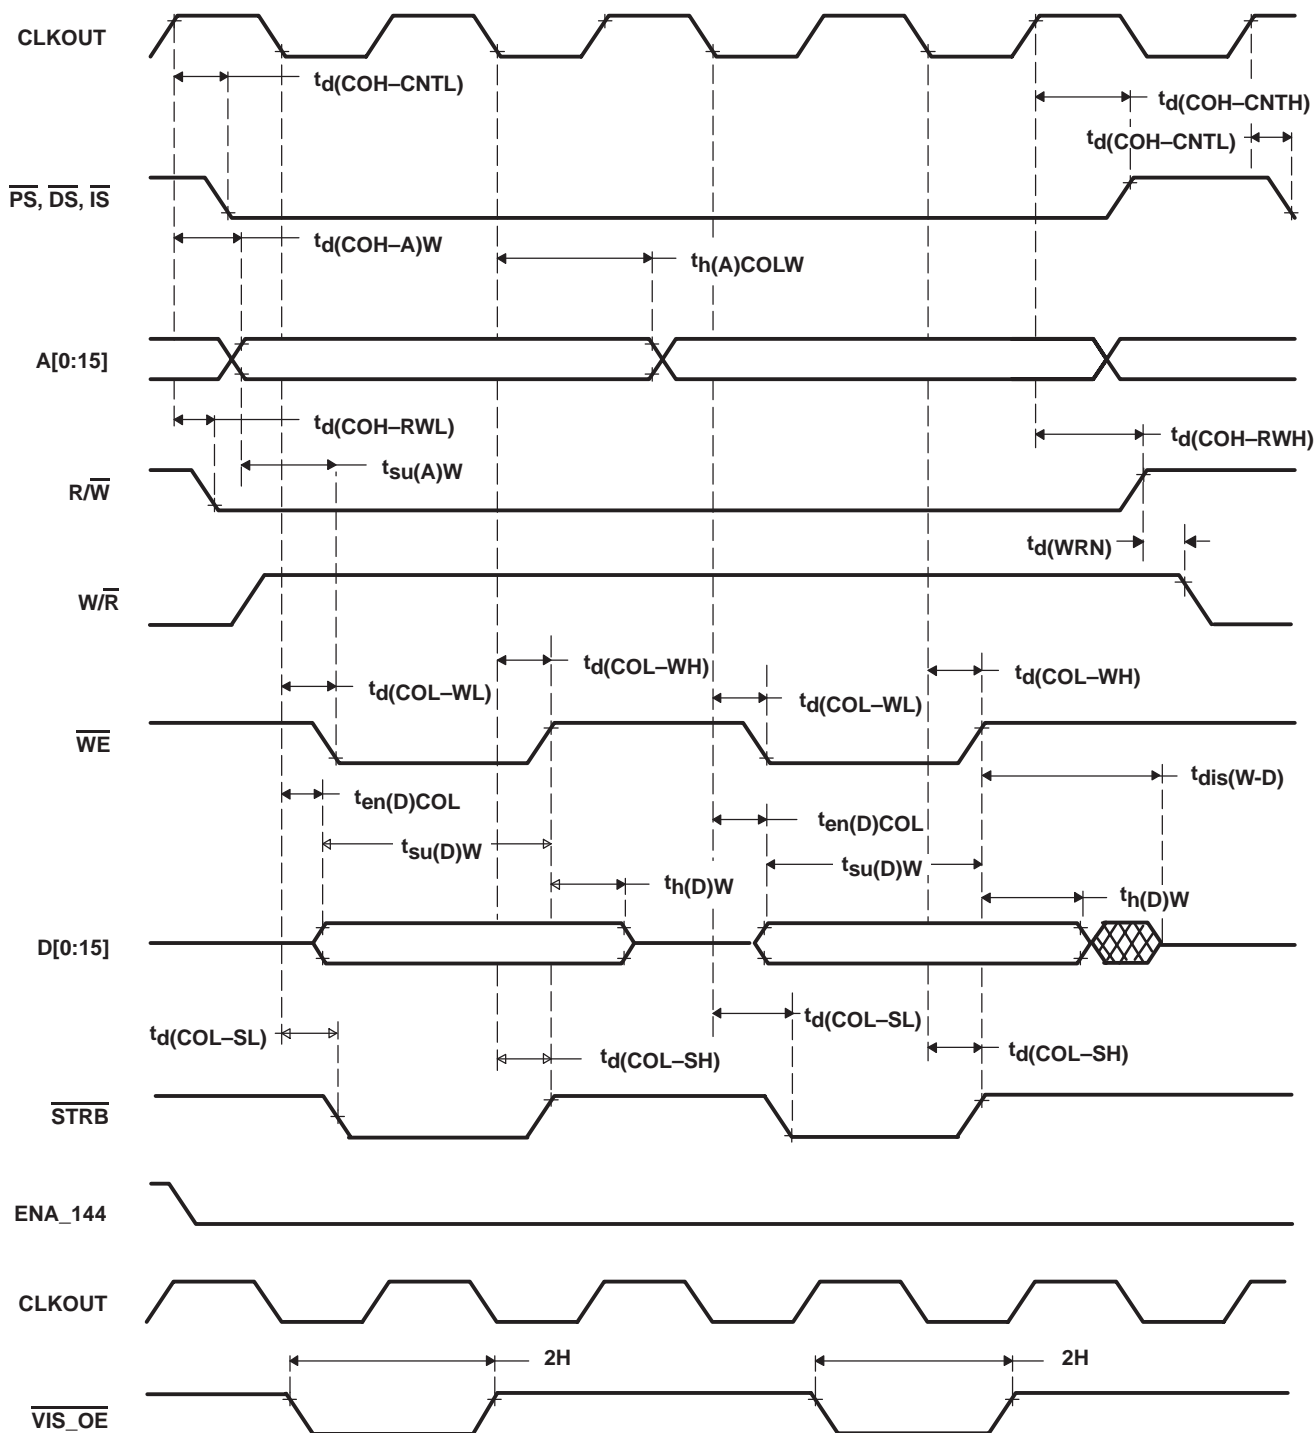 CLKOUT
td(COH–CNTL)
td(COH–CNTH)
td(COH–CNTL)
PS, DS, IS
td(COH–A)W
th(A)COLW
A[0:15]
td(COH–RWL)
td(COH–RWH)
tsu(A)W
R/W
td(WRN)
W/R
td(COL–WH)
td(COL–WH)
td(COL–WL)
td(COL–WL)
WE
tdis(W-D)
ten(D)COL
ten(D)COL
tsu(D)W
tsu(D)W
th(D)W
th(D)W
D[0:15]
td(COL–SL)
td(COL–SL)
td(COL–SH)
td(COL–SH)
STRB
ENA_144
CLKOUT
2H
2H
VIS_OE